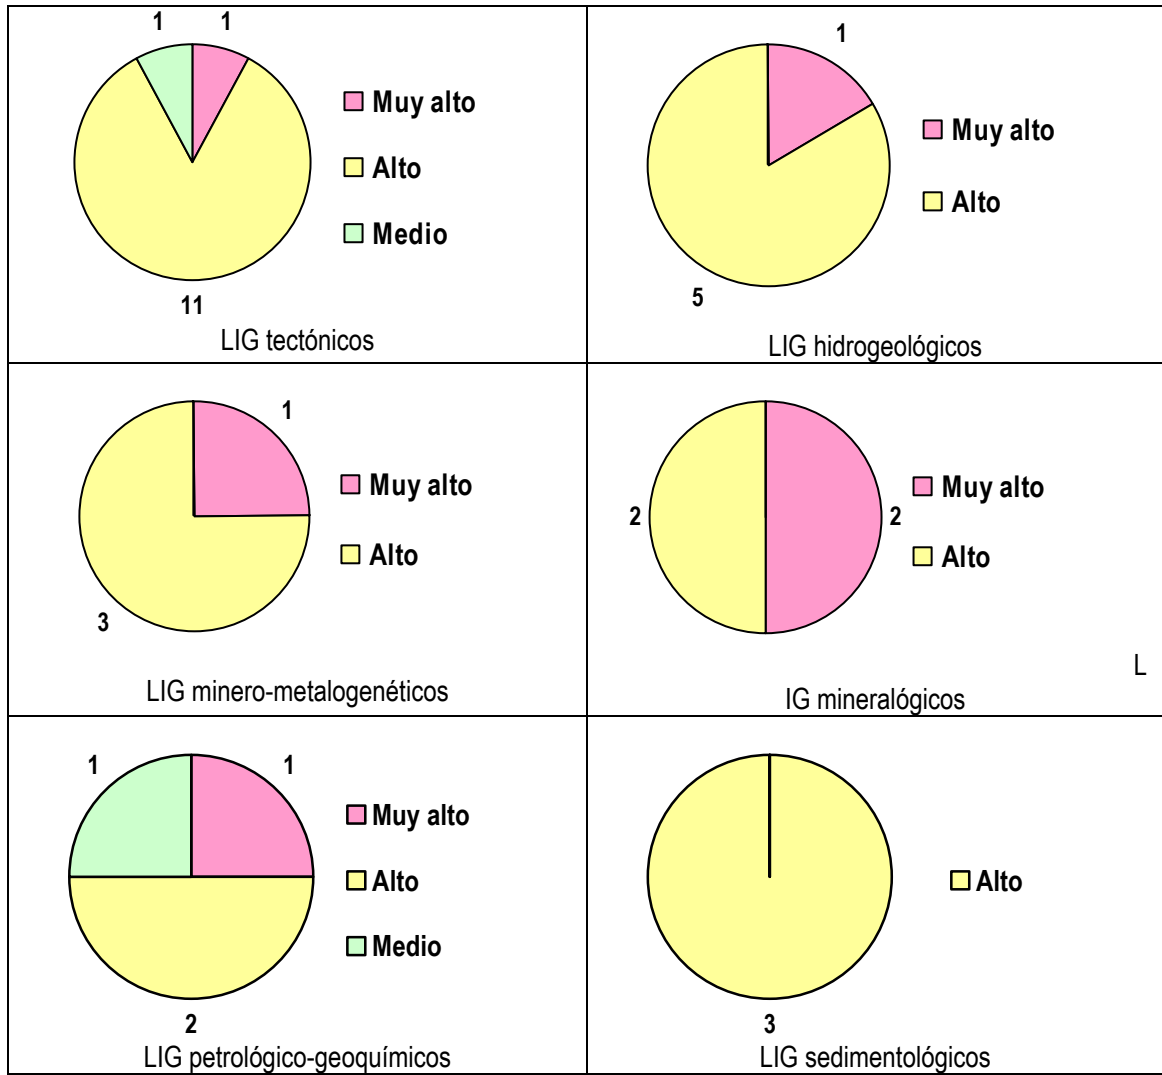 1
1
Muy alto
Alto
Medio
11
LIG tectónicos
1
Muy alto
Alto
5
LIG hidrogeológicos
1
Muy alto
Alto
3
LIG minero-metalogenéticos
2
2
Muy alto
Alto
L
IG mineralógicos
1
1
Muy alto
Alto
Medio
2
LIG petrológico-geoquímicos
Alto
3
LIG sedimentológicos